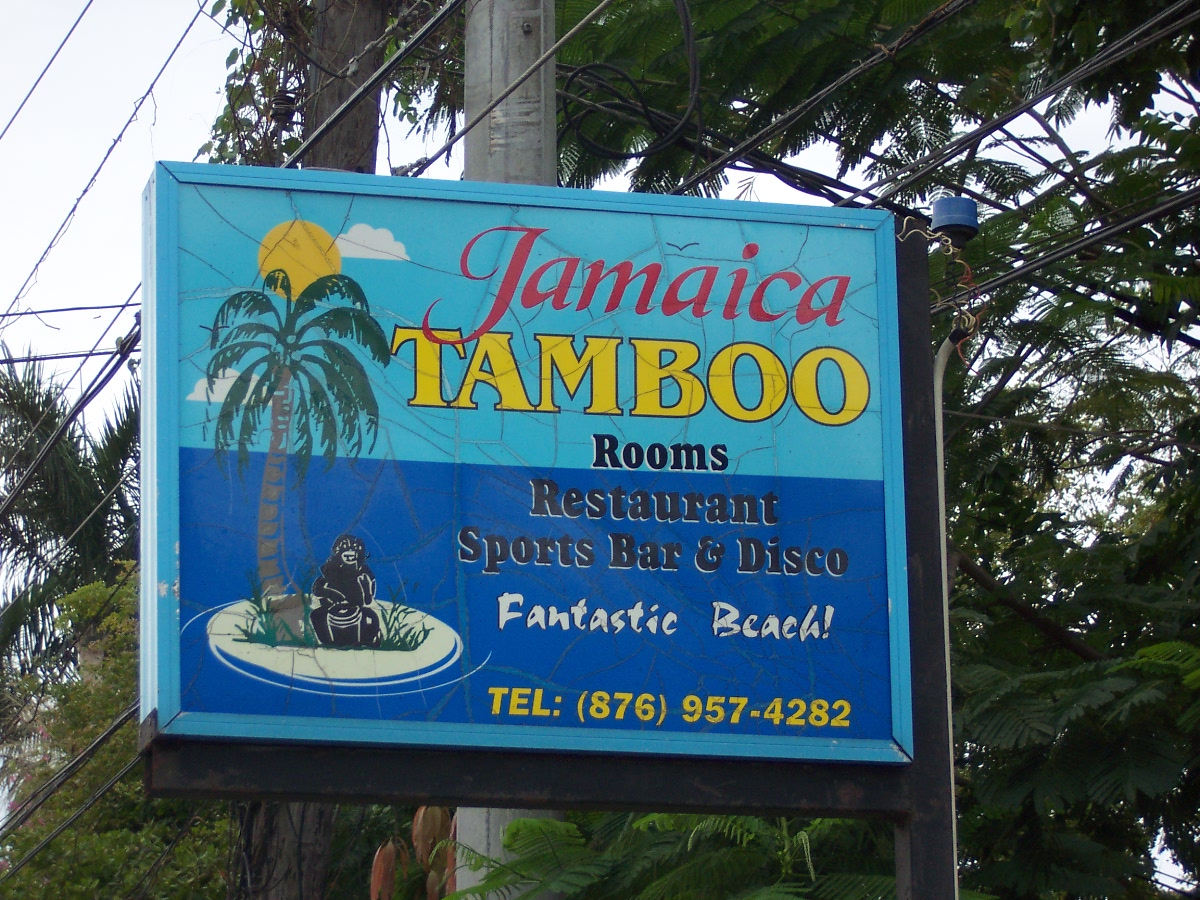 Jamaica
TAMBOO
Rooms
Restaurant
Sports Bar & Disco
Fantastic Beach!
TEL: (876) 957-4282